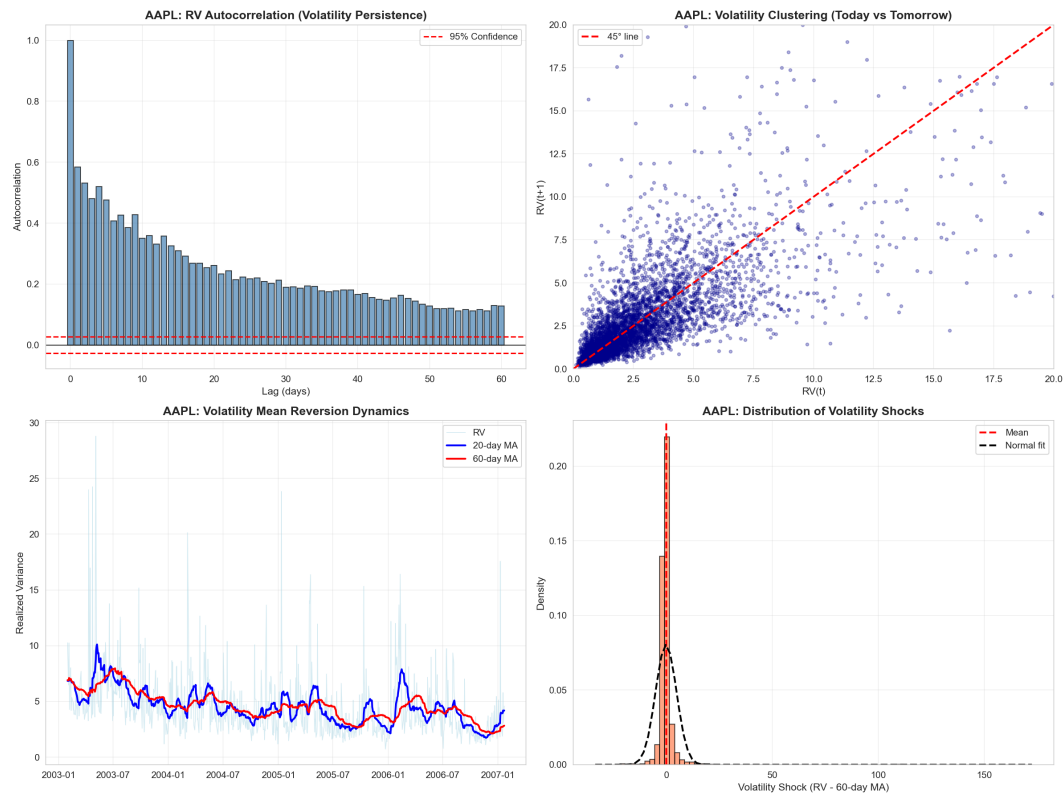 AAPL: RV Autocorrelation (Volatility Persistence)
95% Confidence
1.0
0.8
0.6
0.4
0.2
0.0
Autocorrelation
0 10 20 30 40 50 60
Lag (days)
AAPL: Volatility Clustering (Today vs Tomorrow)
45° line
20.0
17.5
15.0
12.5
10.0
7.5
5.0
2.5
0.0
RV(t+1)
0.0 2.5 5.0 7.5 10.0 12.5 15.0 17.5 20.0
RV(t)
AAPL: Volatility Mean Reversion Dynamics
RV
20-day MA
60-day MA
30
25
20
15
10
5
0
Realized Variance
2003-01 2003-07 2004-01 2004-07 2005-01 2005-07 2006-01 2006-07 2007-01
AAPL: Distribution of Volatility Shocks
Mean
Normal fit
0.20
0.15
0.10
0.05
0.00
Density
0 50 100 150
Volatility Shock (RV - 60-day MA)